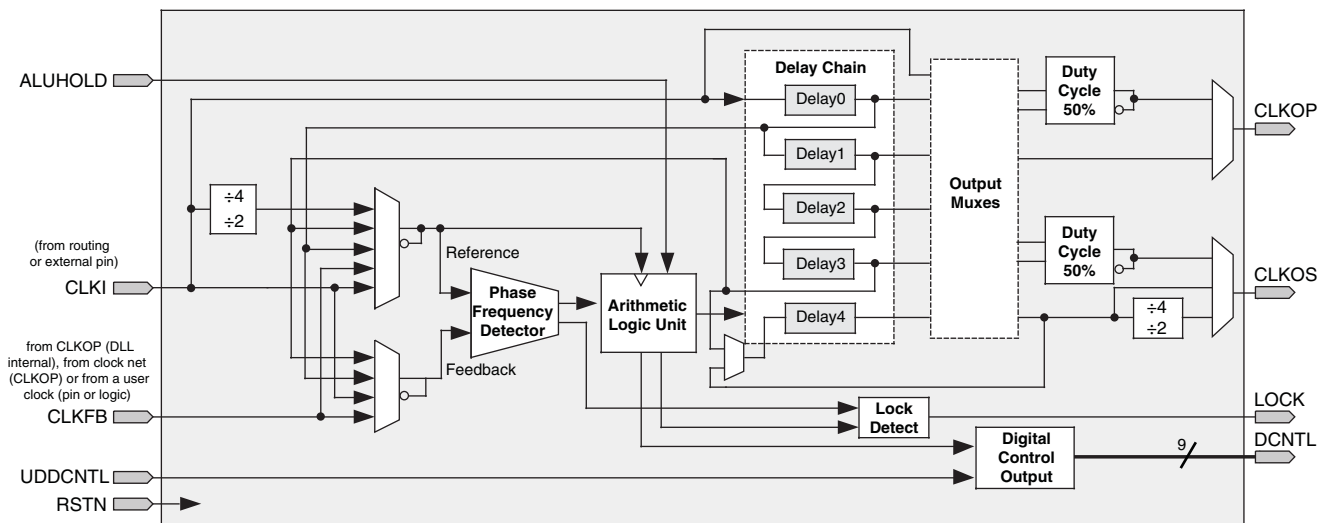 ALUHOLD
(from routing
or external pin)
CLKI
from CLKOP (DLL
internal), from clock net
(CLKOP) or from a user
clock (pin or logic)
CLKFB
UDDCNTL
RSTN
÷4
÷2
Reference
Feedback
Phase
Frequency
Detector
Arithmetic
Logic Unit
Delay Chain
Delay0
Delay1
Delay2
Delay3
Delay4
Output
Muxes
Duty
Cycle
50%
Duty
Cycle
50%
÷4
÷2
Lock
Detect
Digital
Control
Output
9
CLKOP
CLKOS
LOCK
DCNTL